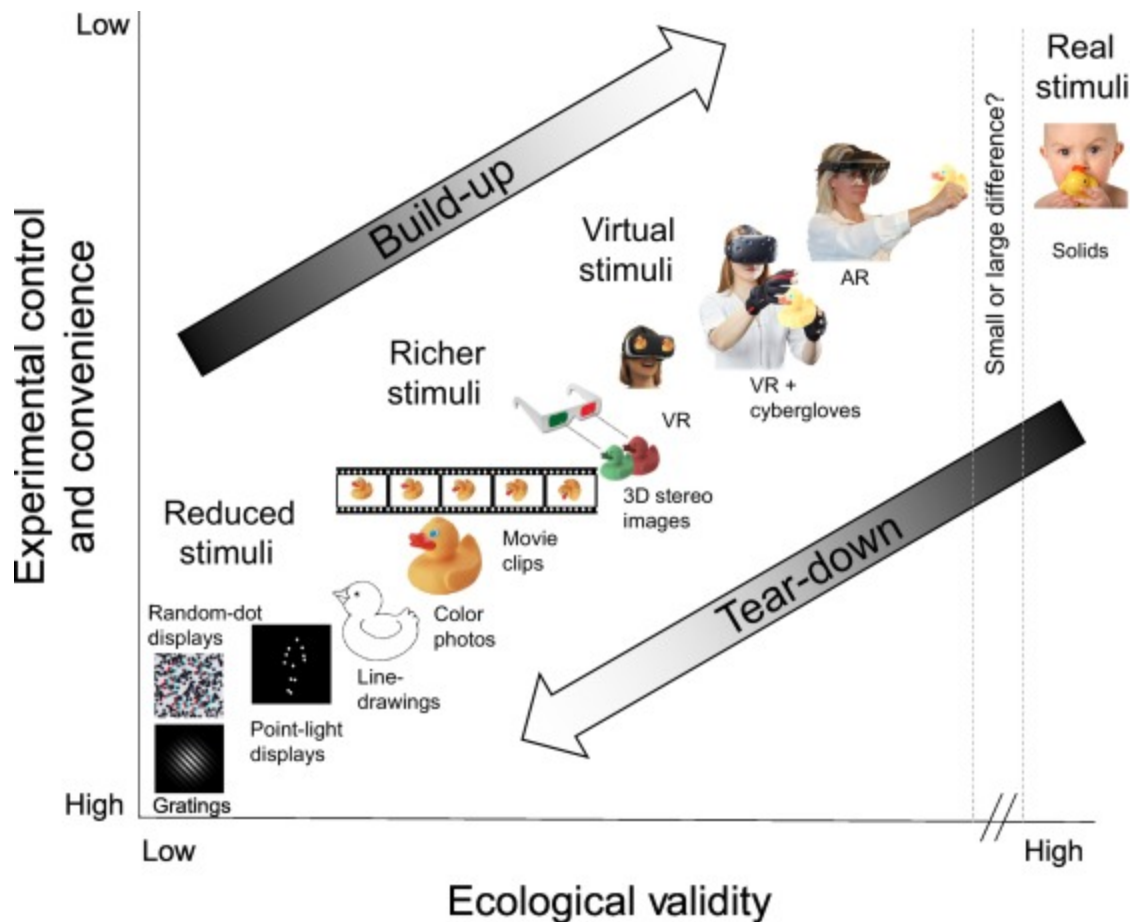 Low
Experimental control
and convenience
High
Build-up
Real
stimuli
Solids
Small or large difference?
AR
Virtual
stimuli
VR +
cybergloves
VR
Richer
stimuli
3D stereo
images
Movie
clips
Reduced
stimuli
Color
photos
Line-
drawings
Random-dot
displays
Point-light
displays
Gratings
Tear-down
Low
High
Ecological validity